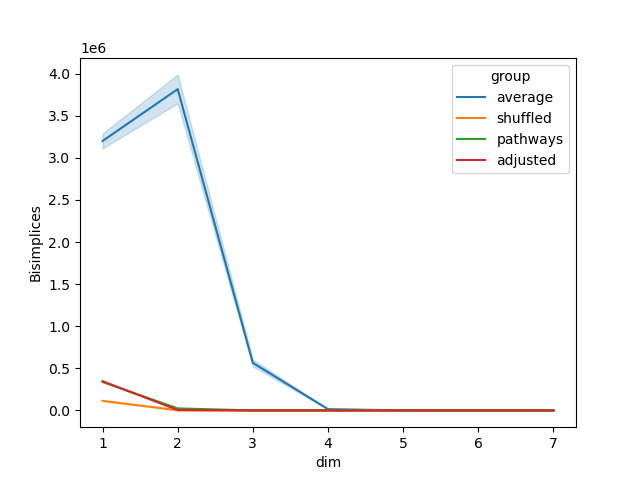 1e6
4.0
3.5
3.0
2.5
2.0
1.5
1.0
0.5
0.0
Bisimplices
1 2 3 4 5 6 7
dim
group
average
shuffled
pathways
adjusted